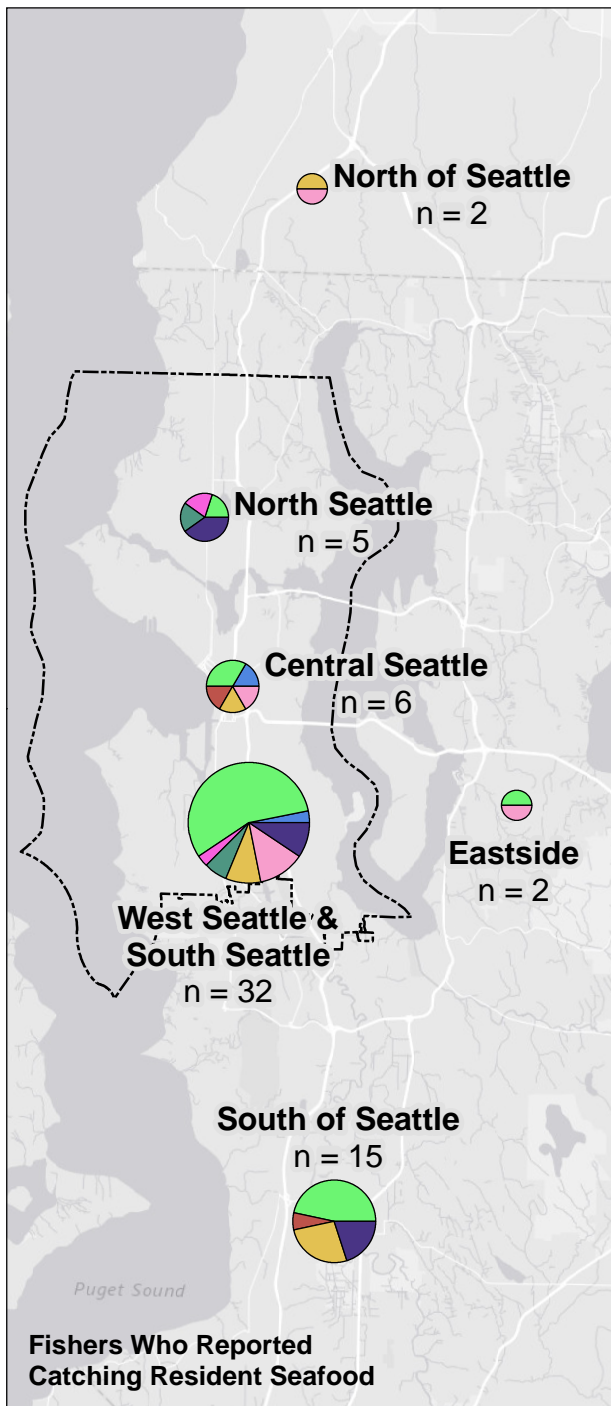 North of Seattle
n = 2
North Seattle
n = 5
Central Seattle
n = 6
Eastside
n = 2
West Seattle &
South Seattle
n = 32
South of Seattle
n = 15
Puget Sound
Fishers Who Reported
Catching Resident Seafood